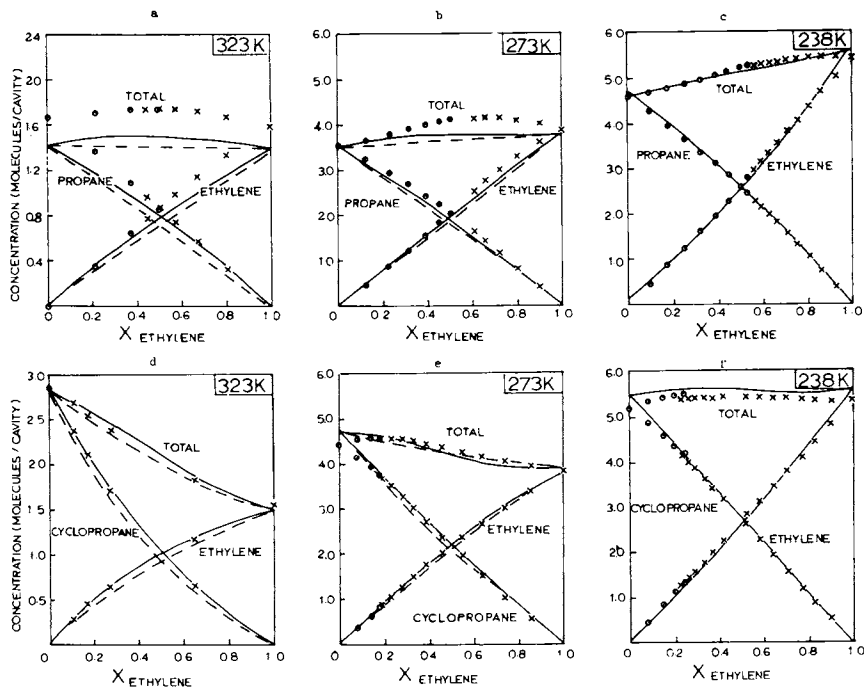 a
b
c
323K
273K
238K
CONCENTRATION (MOLECULES/CAVITY)
2.4
2.0
1.6
1.2
0.8
0.4
0
TOTAL
PROPANE
ETHYLENE
0 0.2 0.4 0.6 0.8 1.0
X ETHYLENE
6.0
5.0
4.0
3.0
2.0
1.0
TOTAL
PROPANE
ETHYLENE
0 0.2 0.4 0.6 0.8 1.0
X ETHYLENE
6.0
5.0
4.0
3.0
2.0
1.0
TOTAL
PROPANE
ETHYLENE
0 0.2 0.4 0.6 0.8 1.0
X ETHYLENE
d
e
f
323K
273K
238K
CONCENTRATION (MOLECULES / CAVITY)
3.0
2.5
2.0
1.5
1.0
0.5
TOTAL
CYCLOPROPANE
ETHYLENE
0 0.2 0.4 0.6 0.8 1.0
X ETHYLENE
6.0
5.0
4.0
3.0
2.0
1.0
TOTAL
ETHYLENE
CYCLOPROPANE
0 0.2 0.4 0.6 0.8 1.0
X ETHYLENE
6.0
5.0
4.0
3.0
2.0
1.0
TOTAL
CYCLOPROPANE
ETHYLENE
0 0.2 0.4 0.6 0.8 1.0
X ETHYLENE